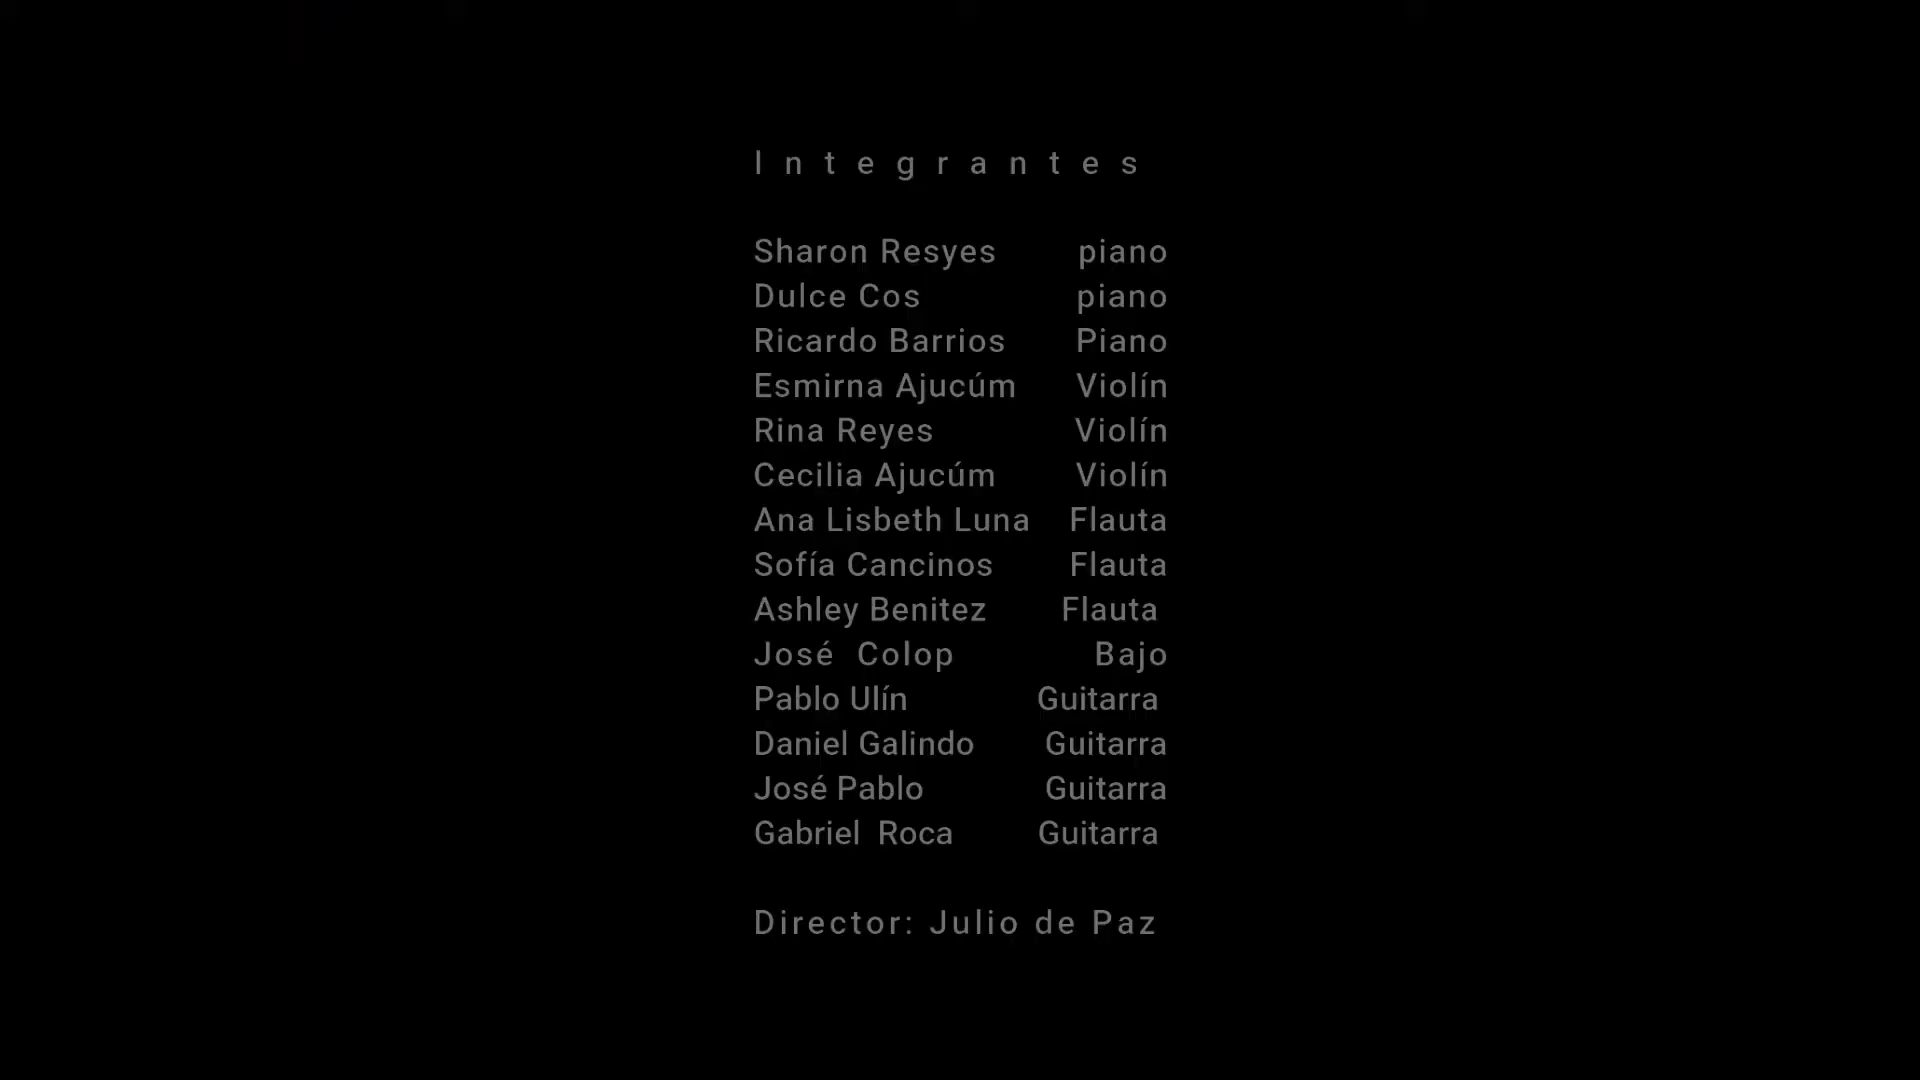 Integrantes
Sharon Resyes piano
Dulce Cos piano
Ricardo Barrios Piano
Esmirna Ajucúm Violín
Rina Reyes Violín
Cecilia Ajucúm Violín
Ana Lisbeth Luna Flauta
Sofía Cancinos Flauta
Ashley Benitez Flauta
José Colop Bajo
Pablo Ulín Guitarra
Daniel Galindo Guitarra
José Pablo Guitarra
Gabriel Roca Guitarra
Director: Julio de Paz